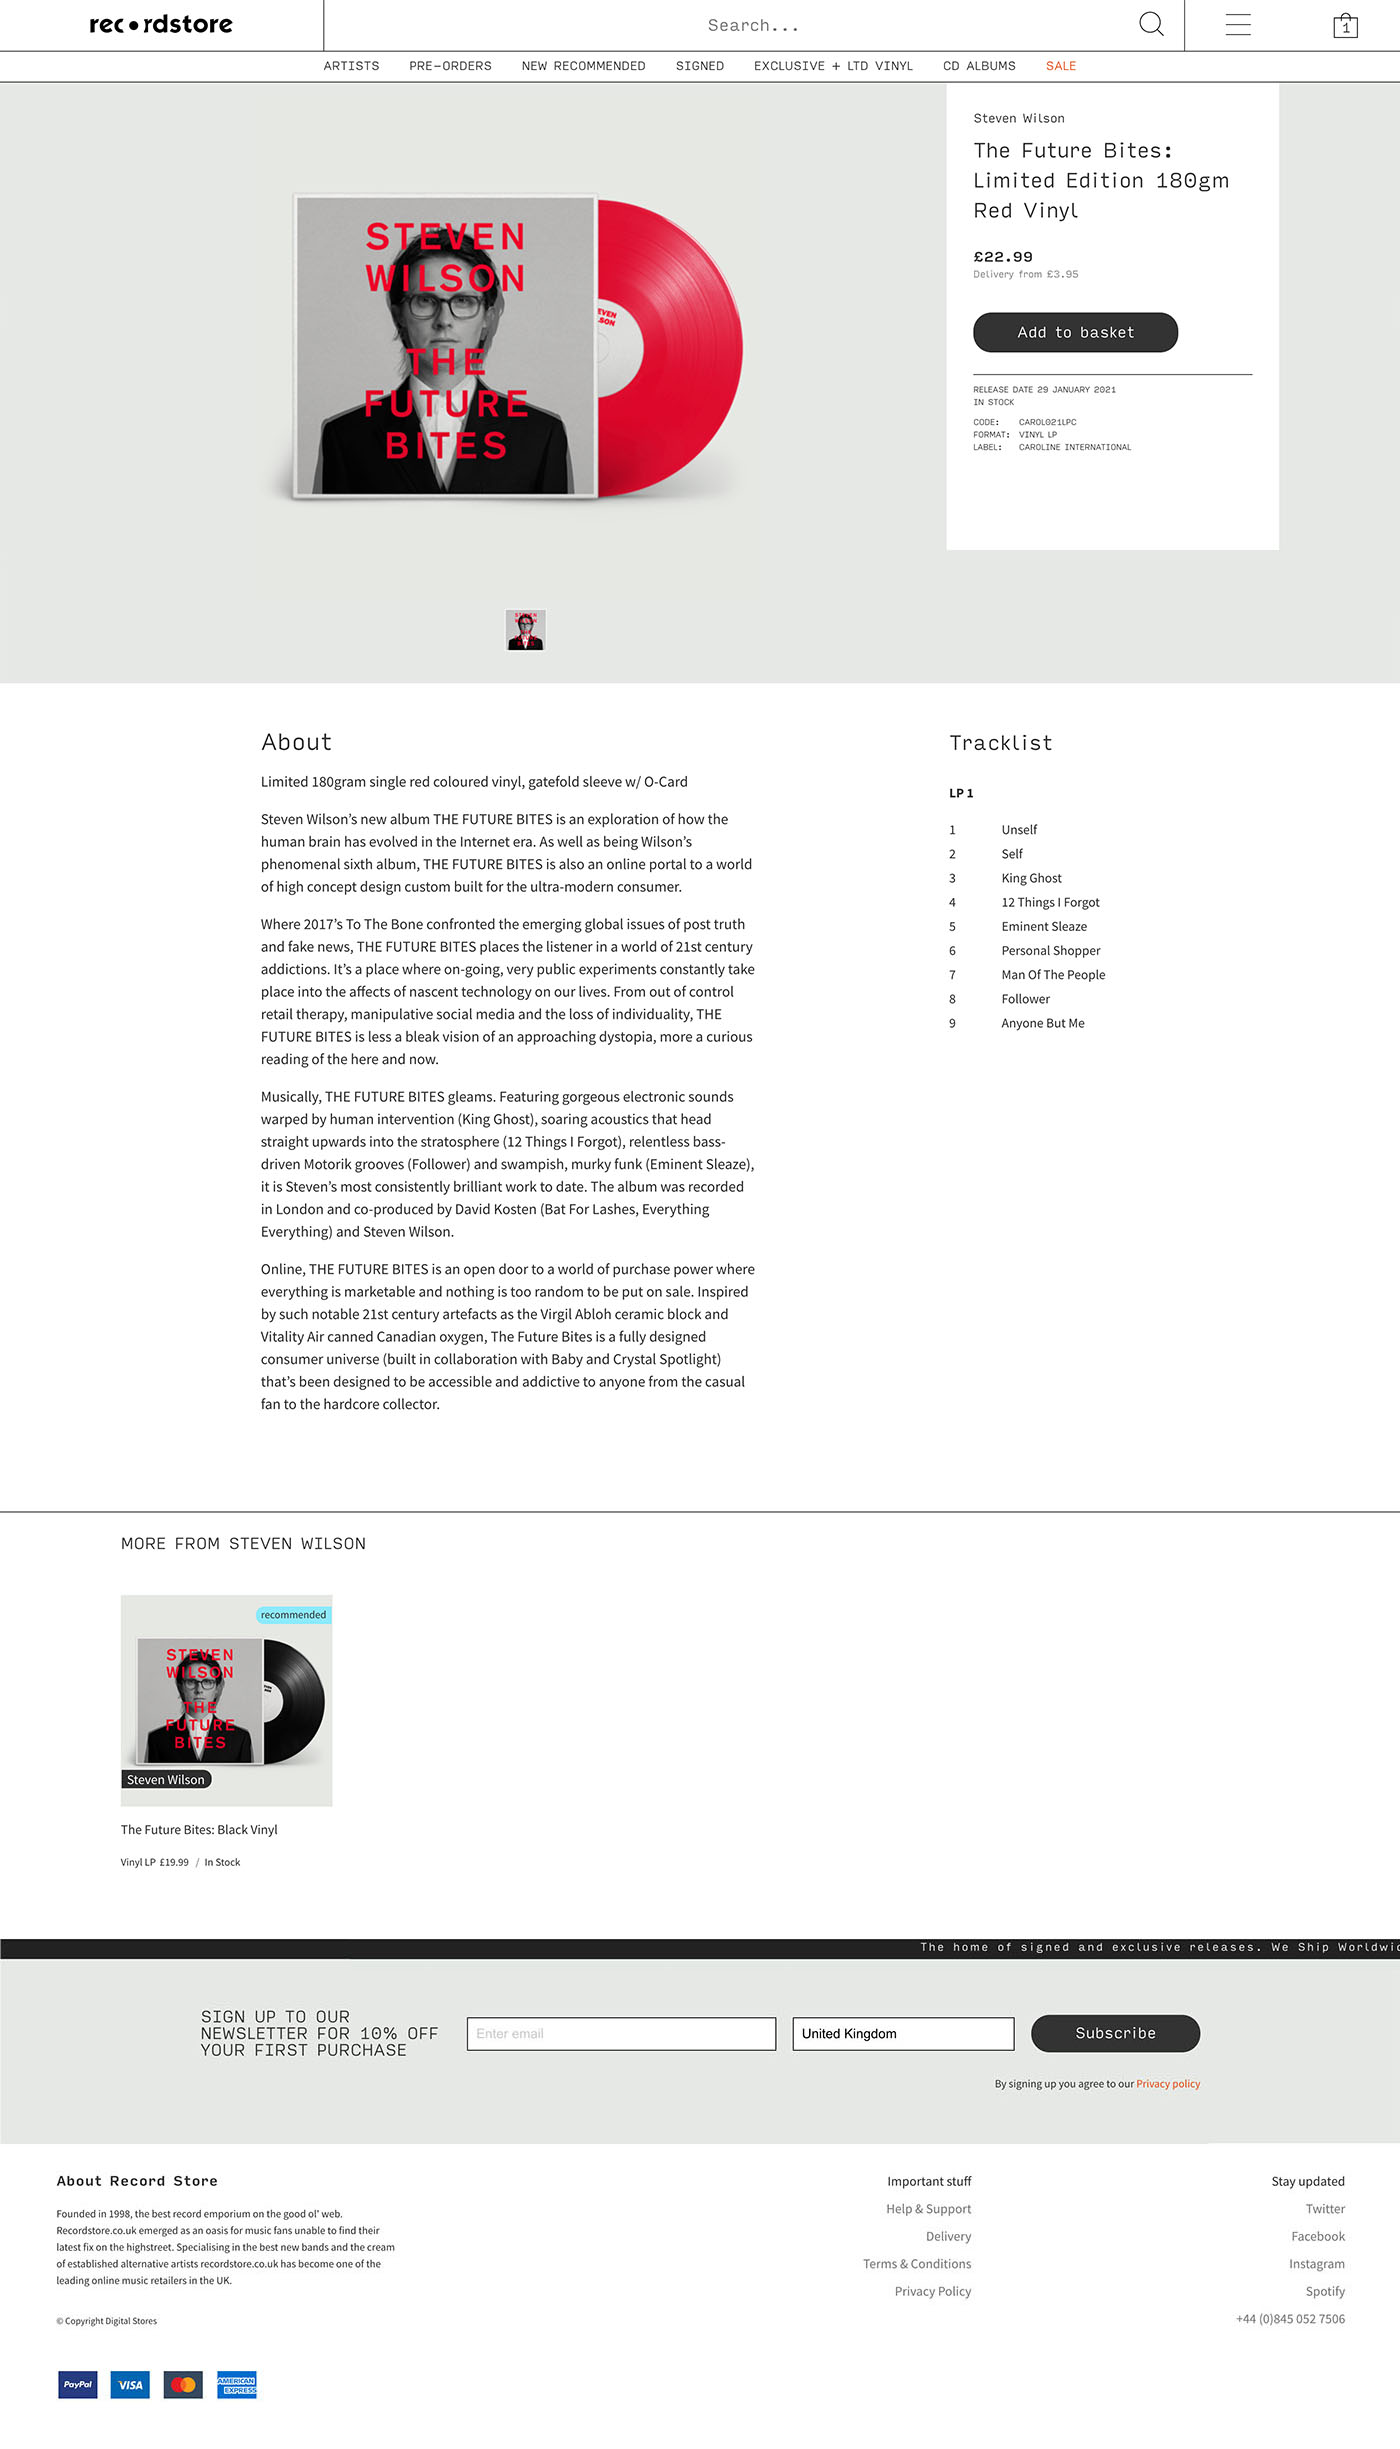 rec●rdstore
Search...
1
ARTISTS PRE-ORDERS NEW RECOMMENDED SIGNED EXCLUSIVE + LTD VINYL CD ALBUMS SALE
STEVEN
WILSON
THE
FUTURE
BITES
Steven Wilson
The Future Bites:
Limited Edition 180gm
Red Vinyl
£22.99
Delivery from £3.95
Add to basket
RELEASE DATE 29 JANUARY 2021
IN STOCK
CODE: CAROL021LPC
FORMAT: VINYL LP
LABEL: CAROLINE INTERNATIONAL
About
Limited 180gram single red coloured vinyl, gatefold sleeve w/ O-Card
Steven Wilson’s new album THE FUTURE BITES is an exploration of how the
human brain has evolved in the Internet era. As well as being Wilson’s
phenomenal sixth album, THE FUTURE BITES is also an online portal to a world
of high concept design custom built for the ultra-modern consumer.
Where 2017’s To The Bone confronted the emerging global issues of post truth
and fake news, THE FUTURE BITES places the listener in a world of 21st century
addictions. It’s a place where on-going, very public experiments constantly take
place into the affects of nascent technology on our lives. From out of control
retail therapy, manipulative social media and the loss of individuality, THE
FUTURE BITES is less a bleak vision of an approaching dystopia, more a curious
reading of the here and now.
Musically, THE FUTURE BITES gleams. Featuring gorgeous electronic sounds
warped by human intervention (King Ghost), soaring acoustics that head
straight upwards into the stratosphere (12 Things I Forgot), relentless bass-
driven Motorik grooves (Follower) and swampish, murky funk (Eminent Sleaze),
it is Steven’s most consistently brilliant work to date. The album was recorded
in London and co-produced by David Kosten (Bat For Lashes, Everything
Everything) and Steven Wilson.
Online, THE FUTURE BITES is an open door to a world of purchase power where
everything is marketable and nothing is too random to be put on sale. Inspired
by such notable 21st century artefacts as the Virgil Abloh ceramic block and
Vitality Air canned Canadian oxygen, The Future Bites is a fully designed
consumer universe (built in collaboration with Baby and Crystal Spotlight)
that’s been designed to be accessible and addictive to anyone from the casual
fan to the hardcore collector.
Tracklist
LP 1
1 Unself
2 Self
3 King Ghost
4 12 Things I Forgot
5 Eminent Sleaze
6 Personal Shopper
7 Man Of The People
8 Follower
9 Anyone But Me
MORE FROM STEVEN WILSON
recommended
STEVEN
WILSON
THE
FUTURE
BITES
Steven Wilson
The Future Bites: Black Vinyl
Vinyl LP £19.99 / In Stock
The home of signed and exclusive releases. We Ship Worldwid
SIGN UP TO OUR
NEWSLETTER FOR 10% OFF
YOUR FIRST PURCHASE
Enter email
United Kingdom
Subscribe
By signing up you agree to our Privacy policy
About Record Store
Founded in 1998, the best record emporium on the good ol’ web.
Recordstore.co.uk emerged as an oasis for music fans unable to find their
latest fix on the highstreet. Specialising in the best new bands and the cream
of established alternative artists recordstore.co.uk has become one of the
leading online music retailers in the UK.
© Copyright Digital Stores
Important stuff
Help & Support
Delivery
Terms & Conditions
Privacy Policy
Stay updated
Twitter
Facebook
Instagram
Spotify
+44 (0)845 052 7506
PayPal VISA AMERICAN EXPRESS